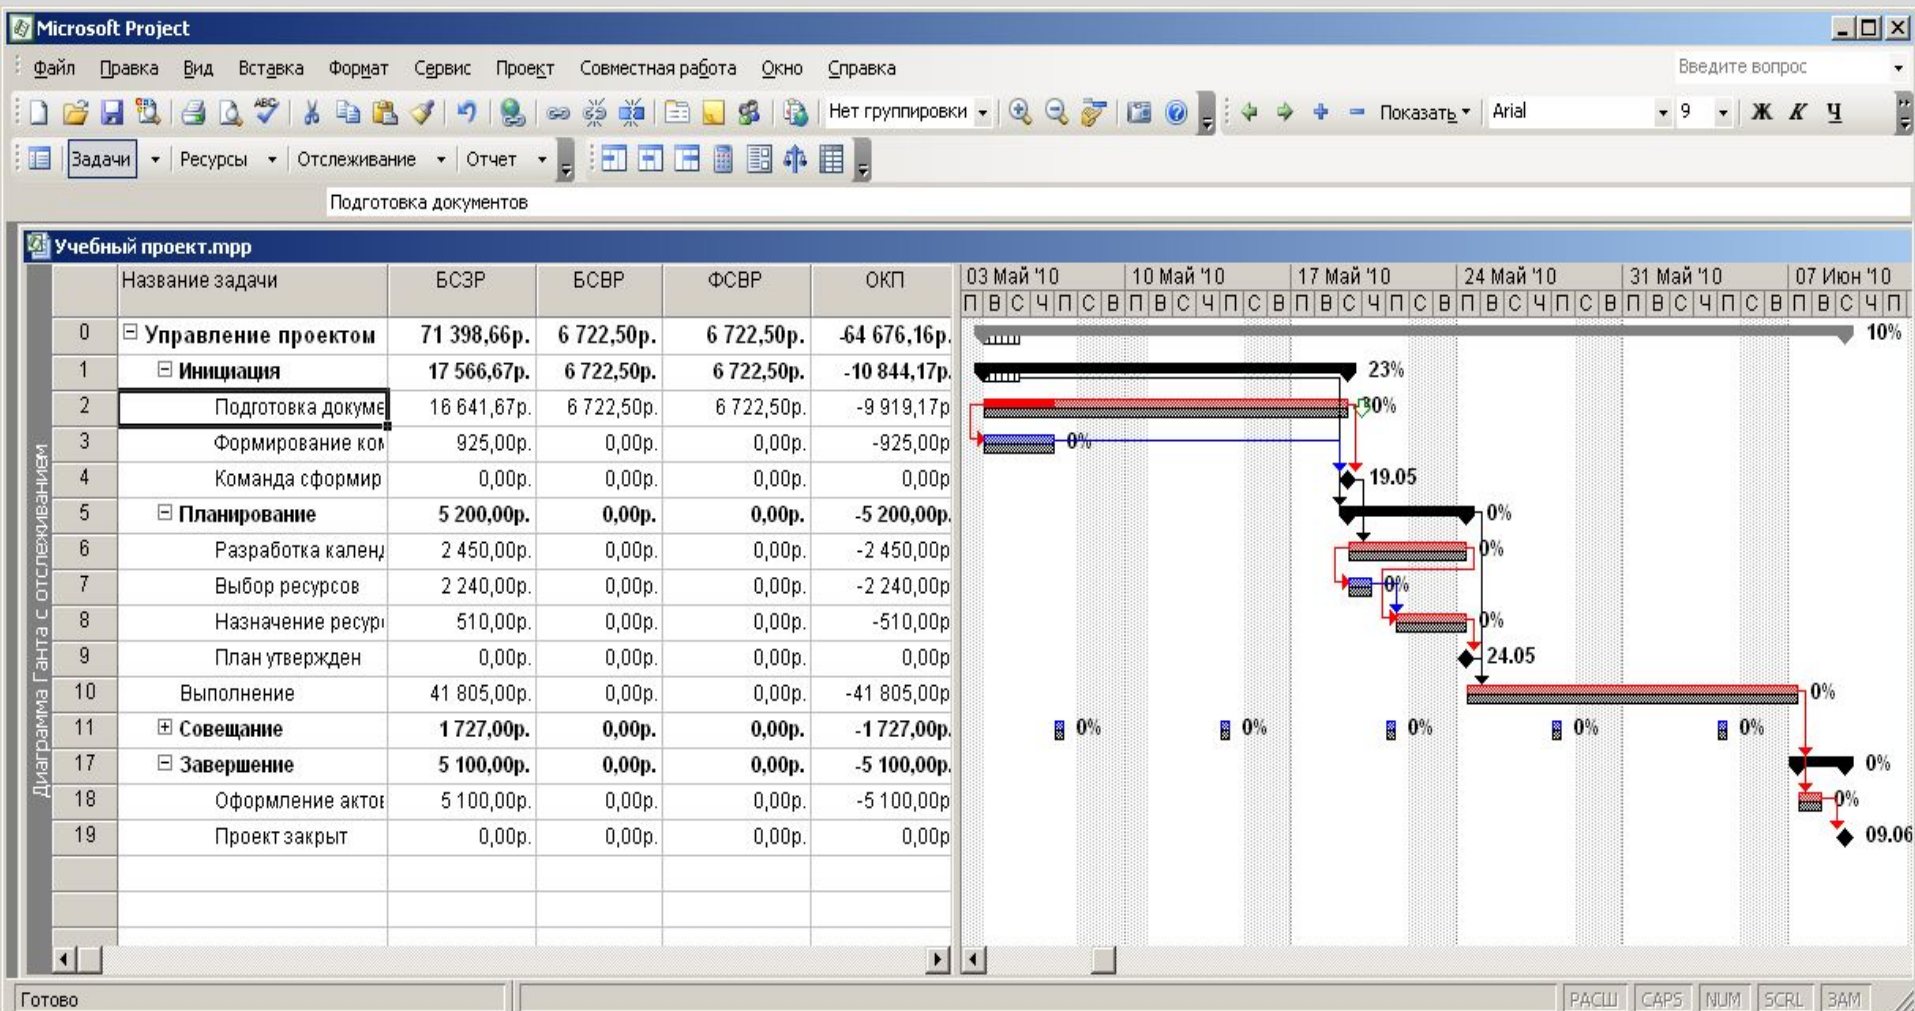 Microsoft Project
Файл Правка Вид Вставка Формат Сервис Проект Совместная работа Окно Справка Введите вопрос
ABC Нет группировки Показать Arial 9 Ж К Ч
Задачи Ресурсы Отслеживание Отчет
Подготовка документов
Учебный проект.mpp
Название задачи БСЗР БСВР ФСВР ОКП 03 Май '10 10 Май '10 17 Май '10 24 Май '10 31 Май '10 07 Июн '10
П В С Ч П С В П В С Ч П С В П В С Ч П С В П В С Ч П С В П В С Ч П С В П В С Ч П
0 Управление проектом 71 398,66р. 6 722,50р. 6 722,50р. -64 676,16р. 10%
1 Инициация 17 566,67р. 6 722,50р. 6 722,50р. -10 844,17р. 23%
2 Подготовка докуме 16 641,67р. 6 722,50р. 6 722,50р. -9 919,17р 30%
3 Формирование ком 925,00р. 0,00р. 0,00р. -925,00р 0%
4 Команда сформир 0,00р. 0,00р. 0,00р. 0,00р 19.05
5 Планирование 5 200,00р. 0,00р. 0,00р. -5 200,00р. 0%
6 Разработка календ 2 450,00р. 0,00р. 0,00р. -2 450,00р 0%
7 Выбор ресурсов 2 240,00р. 0,00р. 0,00р. -2 240,00р 0%
8 Назначение ресур 510,00р. 0,00р. 0,00р. -510,00р 0%
9 План утвержден 0,00р. 0,00р. 0,00р. 0,00р 24.05
10 Выполнение 41 805,00р. 0,00р. 0,00р. -41 805,00р 0%
11 Совещание 1 727,00р. 0,00р. 0,00р. -1 727,00р. 0% 0% 0% 0% 0%
17 Завершение 5 100,00р. 0,00р. 0,00р. -5 100,00р. 0%
18 Оформление актов 5 100,00р. 0,00р. 0,00р. -5 100,00р 0%
19 Проект закрыт 0,00р. 0,00р. 0,00р. 0,00р 09.06
Диаграмма Ганта с отслеживанием
Готово РАСШ CAPS NUM SCRL ЗАМ